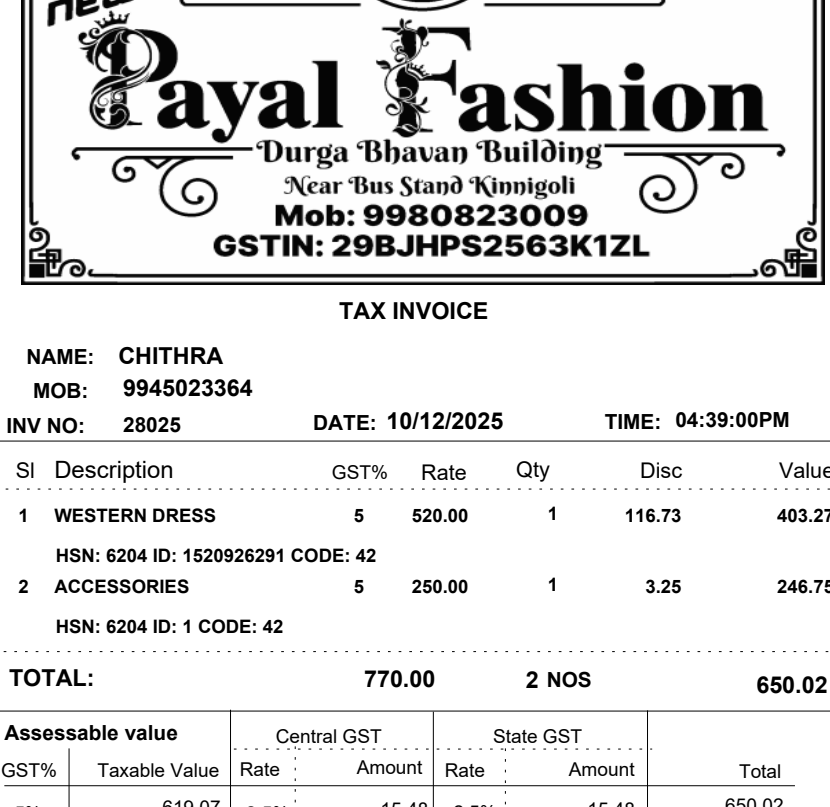 new
Payal Fashion
Durga Bhavan Building
Near Bus Stand Kinnigoli
Mob: 9980823009
GSTIN: 29BJHPS2563K1ZL
TAX INVOICE
NAME: CHITHRA
MOB: 9945023364
INV NO: 28025 DATE: 10/12/2025 TIME: 04:39:00PM
Sl Description GST% Rate Qty Disc Value
1 WESTERN DRESS 5 520.00 1 116.73 403.27
HSN: 6204 ID: 1520926291 CODE: 42
2 ACCESSORIES 5 250.00 1 3.25 246.75
HSN: 6204 ID: 1 CODE: 42
TOTAL: 770.00 2 NOS 650.02
Assessable value Central GST State GST
GST% Taxable Value Rate Amount Rate Amount Total
619.07 15.48 15.48 650.02